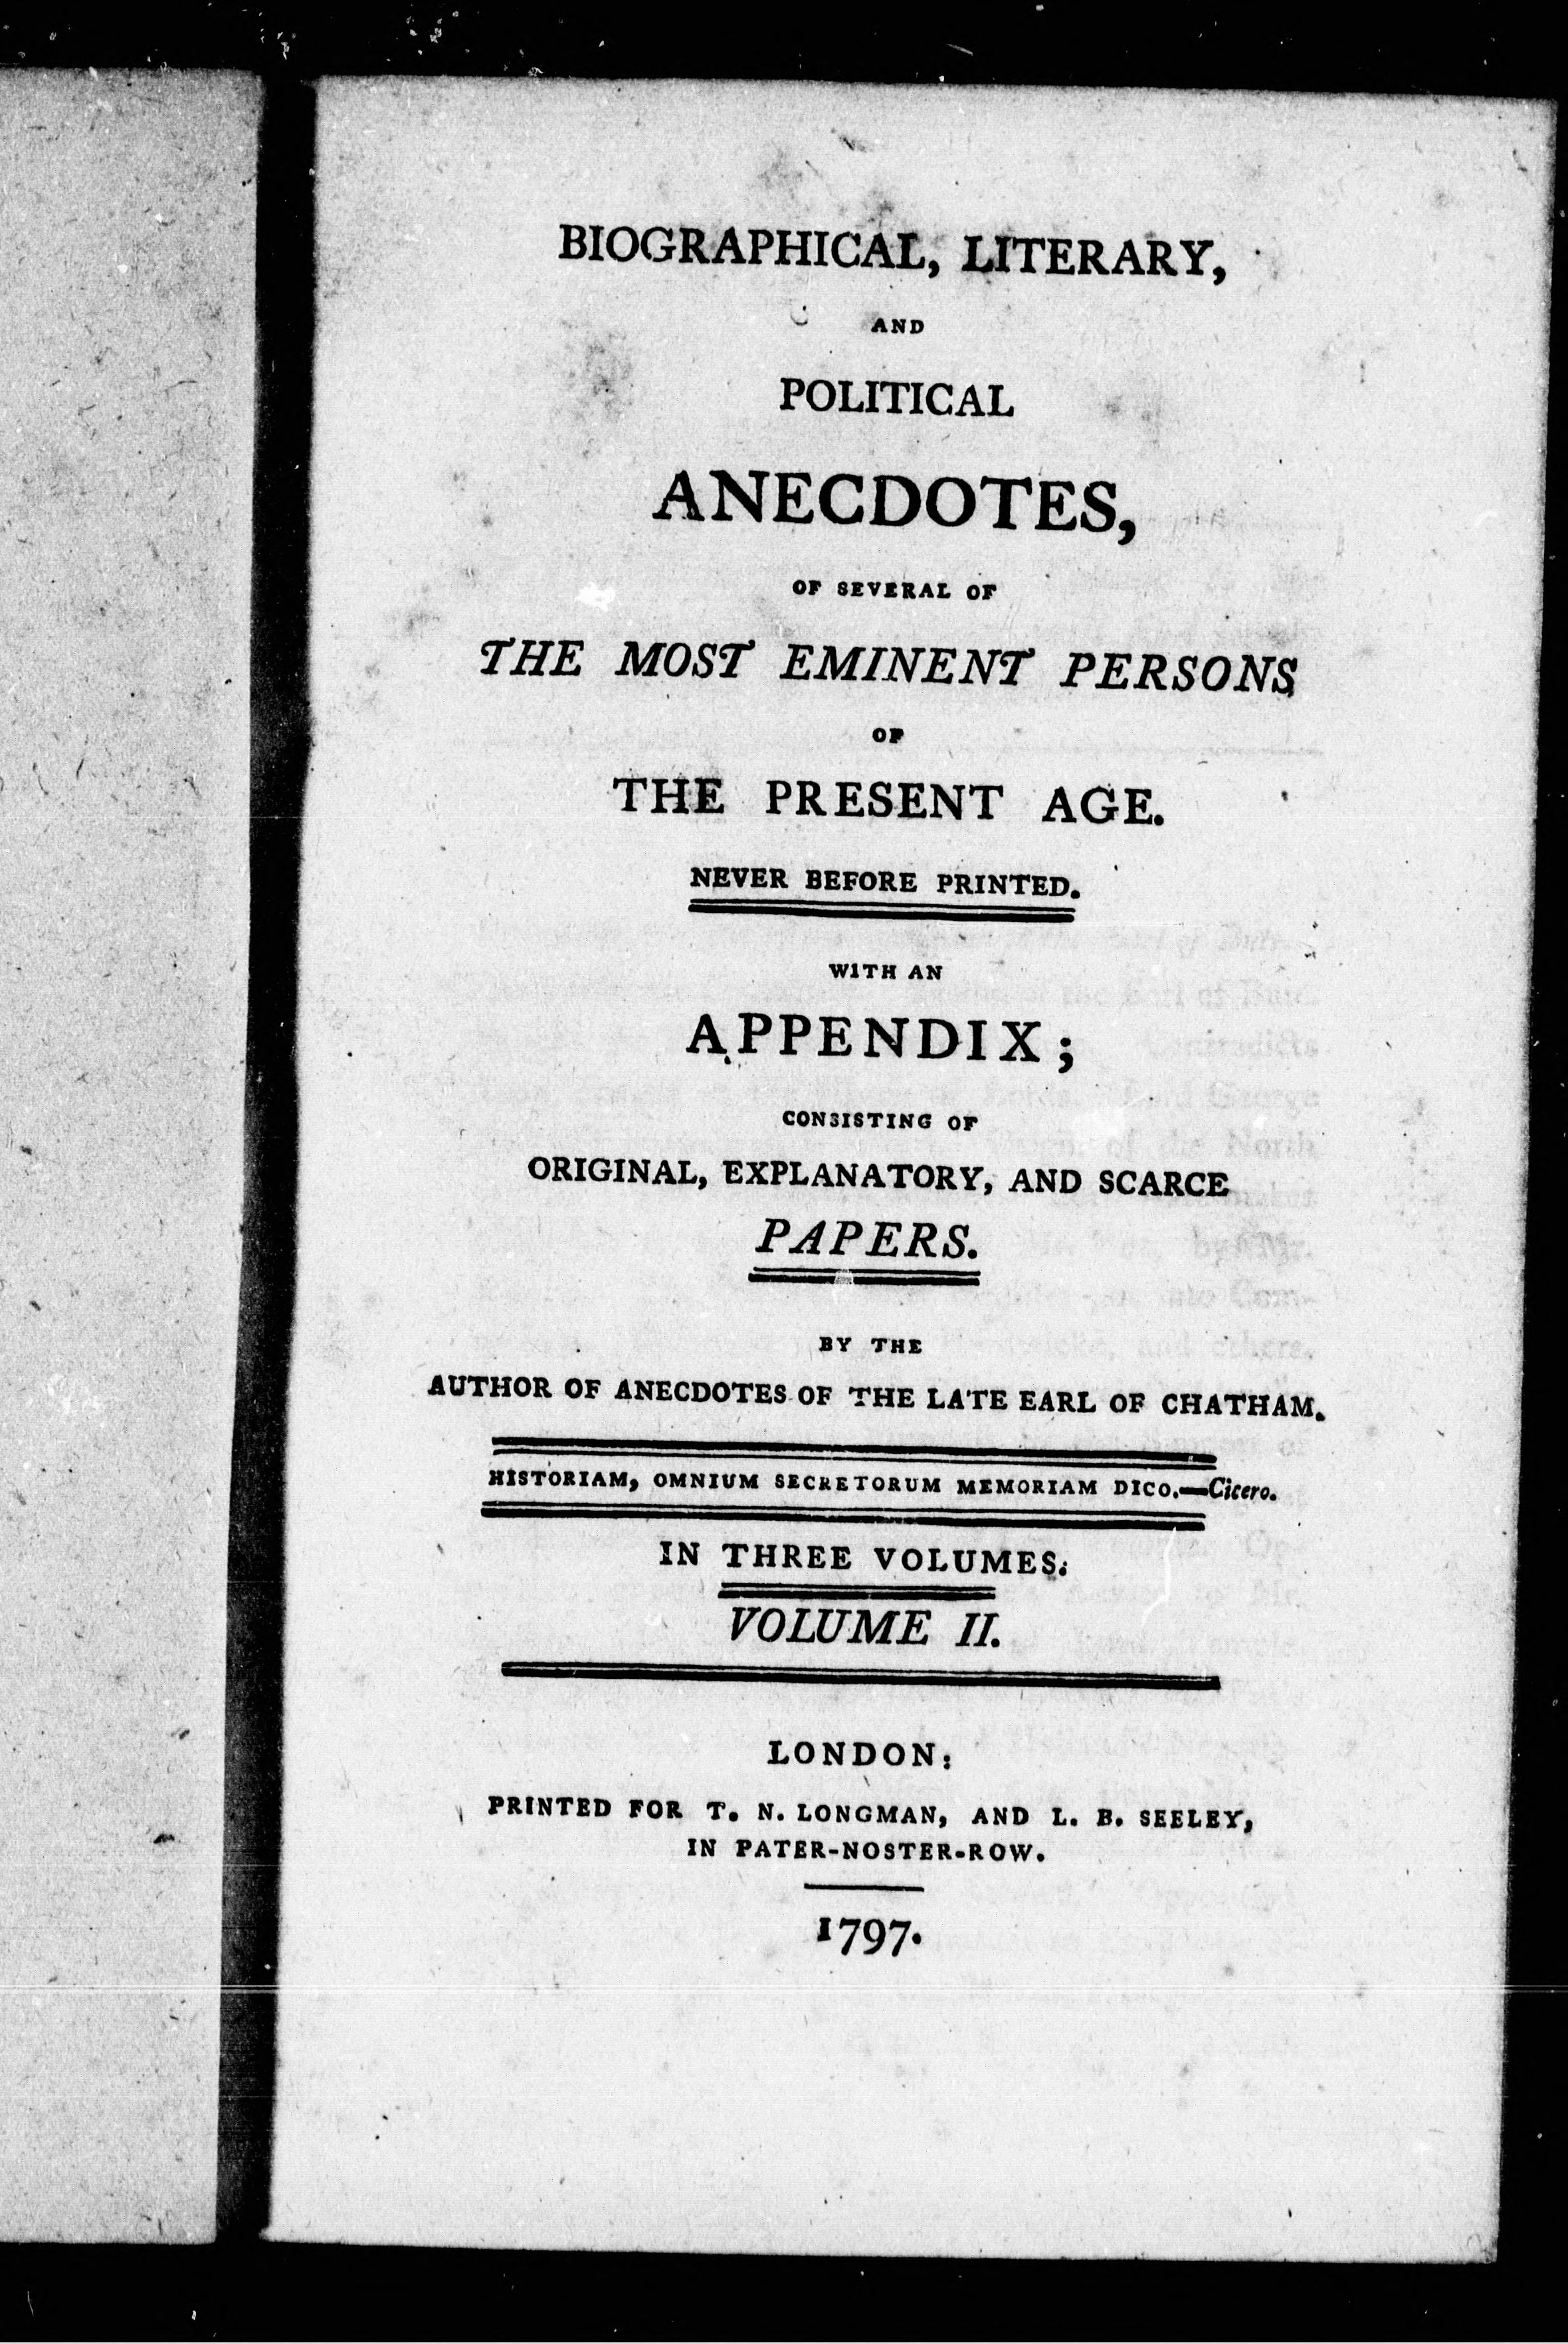 BIOGRAPHICAL, LITERARY,
AND
POLITICAL
ANECDOTES,
OF SEVERAL OF
THE MOST EMINENT PERSONS
OF
THE PRESENT AGE.
NEVER BEFORE PRINTED.
WITH AN
APPENDIX;
CONSISTING OF
ORIGINAL, EXPLANATORY, AND SCARCE
PAPERS.
BY THE
AUTHOR OF ANECDOTES OF THE LATE EARL OF CHATHAM.
HISTORIAM, OMNIUM SECRETORUM MEMORIAM DICO.—Cicero.
IN THREE VOLUMES.
VOLUME II.
LONDON:
PRINTED FOR T. N. LONGMAN, AND L. B. SEELEY,
IN PATER-NOSTER-ROW.
1797.